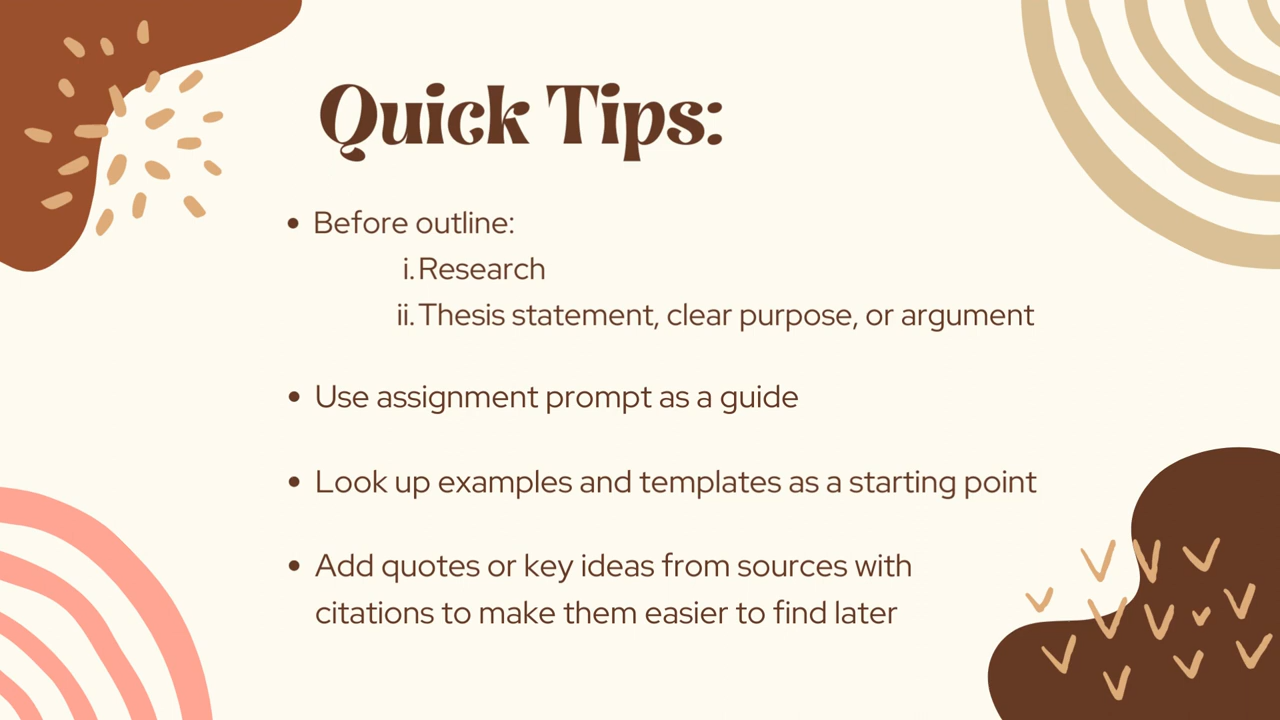 Quick Tips:
• Before outline:
i. Research
ii. Thesis statement, clear purpose, or argument
• Use assignment prompt as a guide
• Look up examples and templates as a starting point
• Add quotes or key ideas from sources with
citations to make them easier to find later